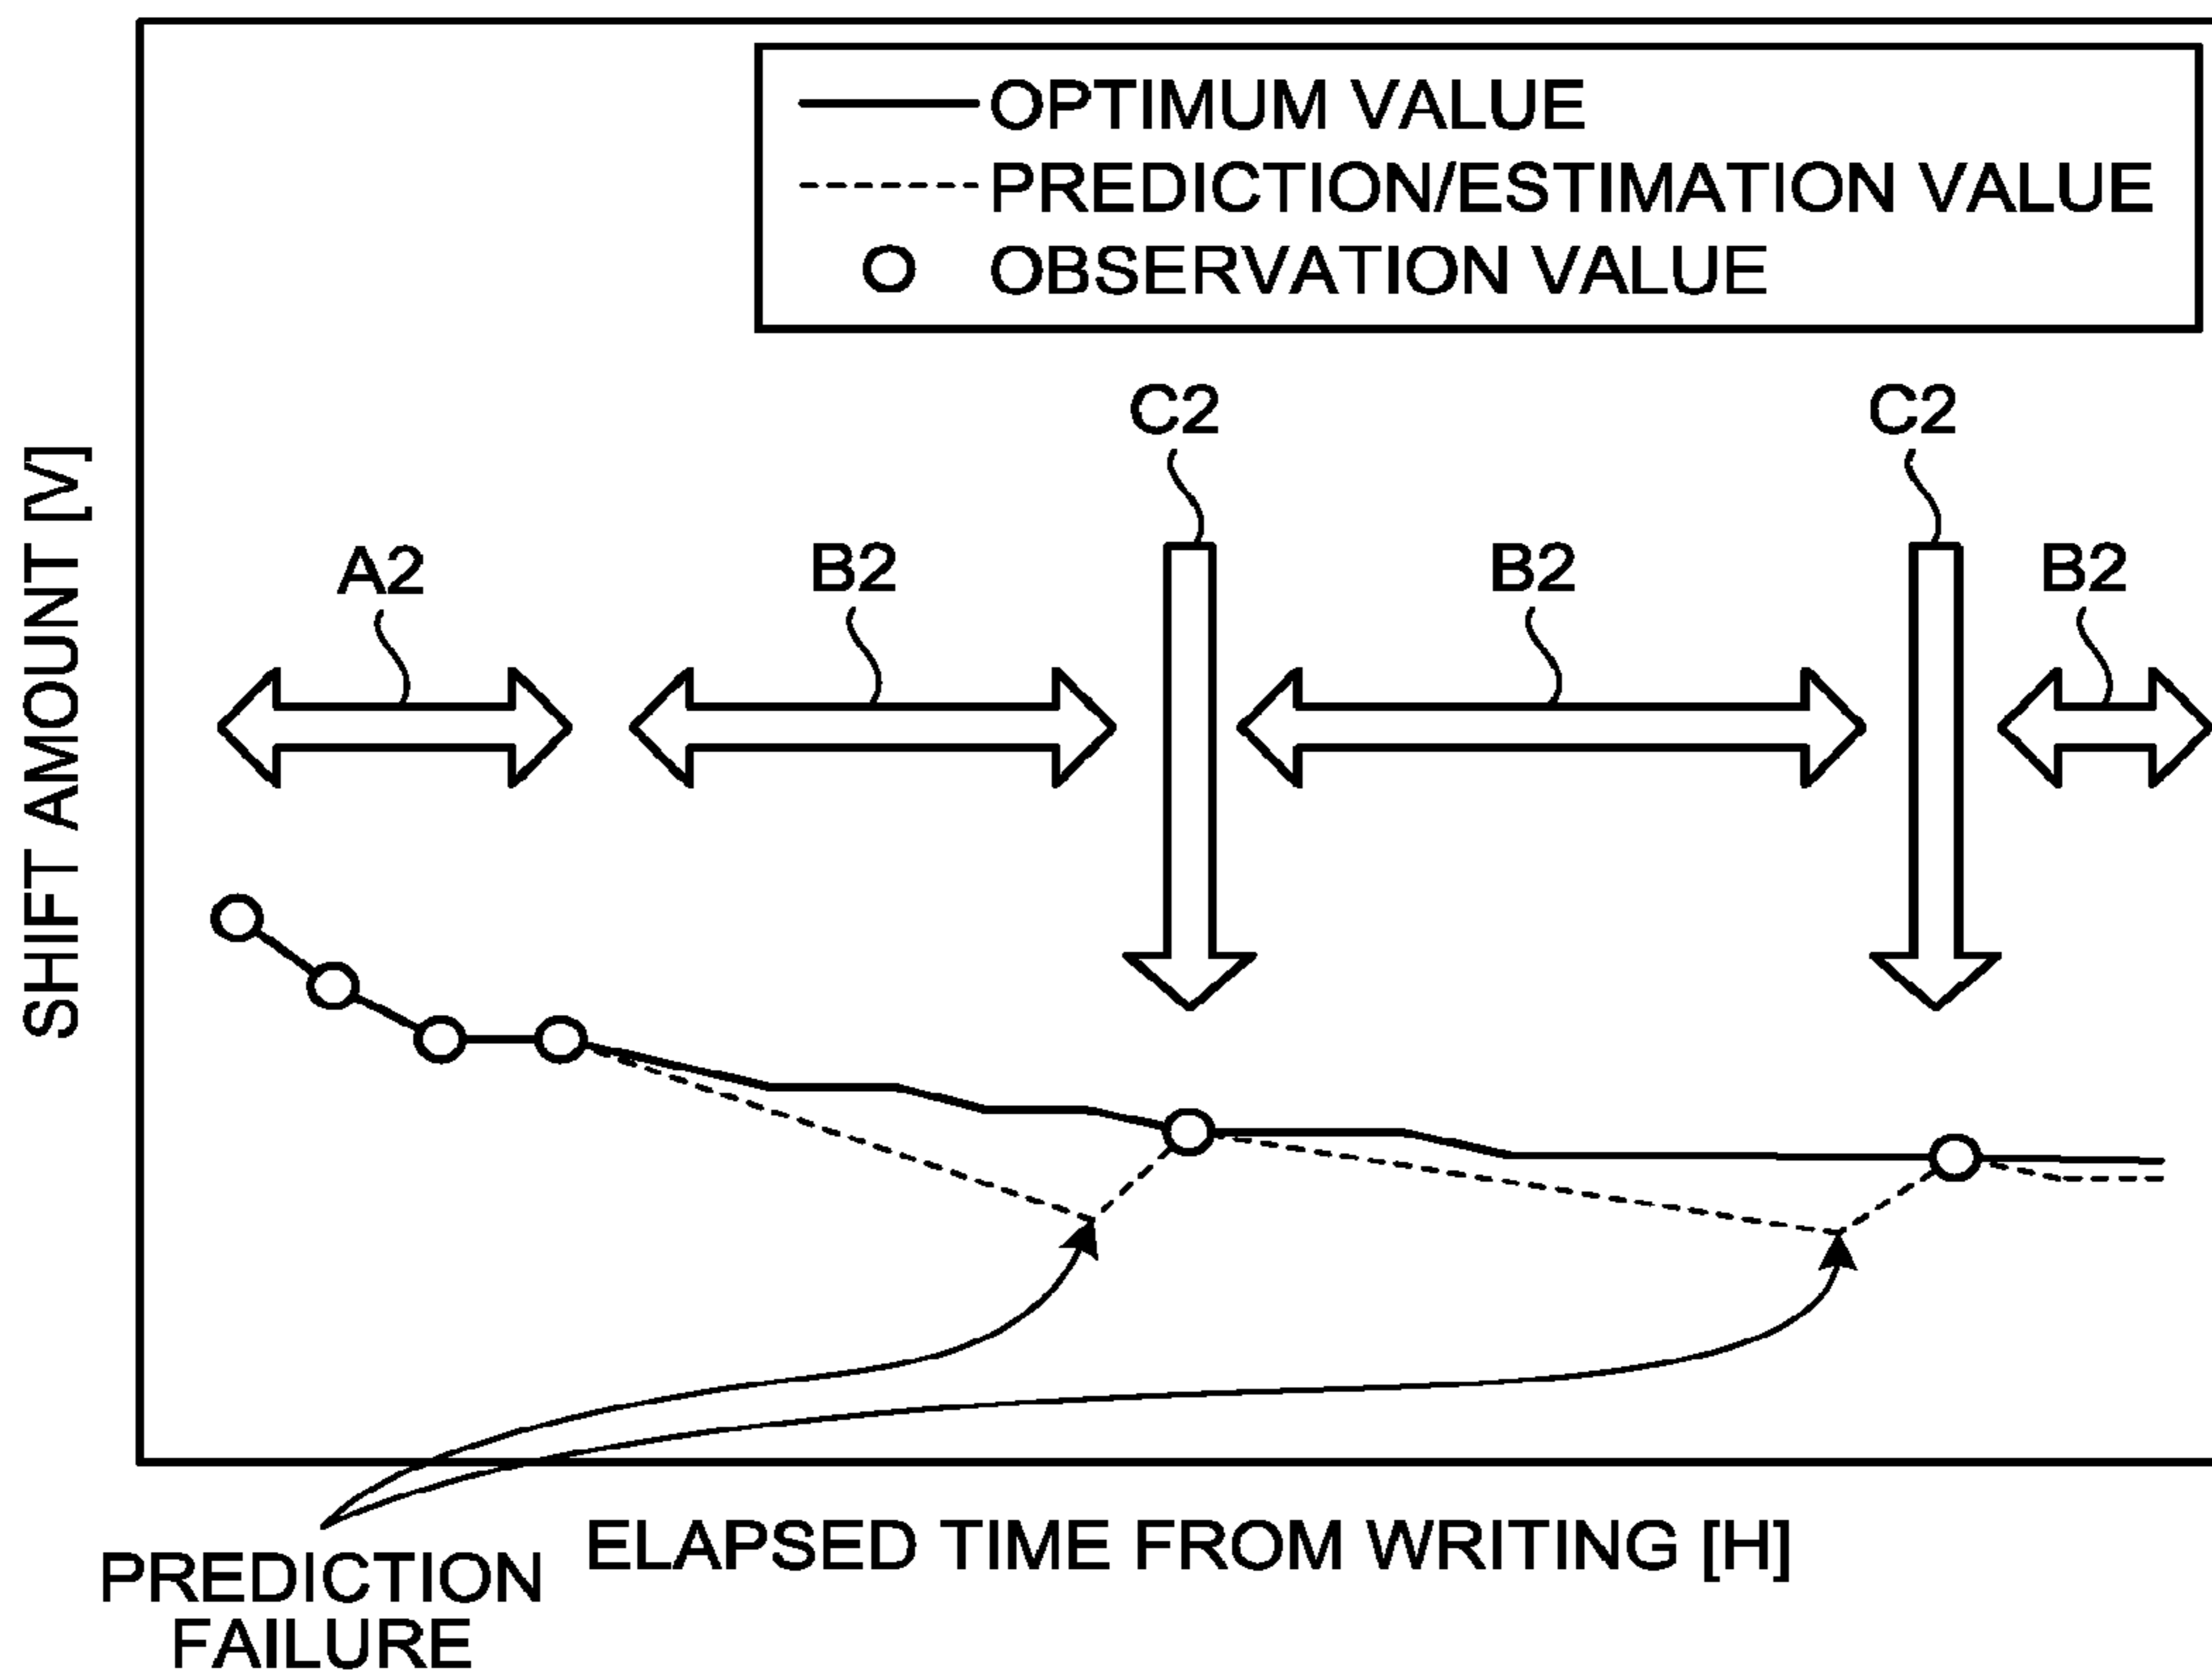 OPTIMUM VALUE
PREDICTION/ESTIMATION VALUE
OBSERVATION VALUE
C2
C2
A2
B2
B2
B2
SHIFT AMOUNT [V]
ELAPSED TIME FROM WRITING [H]
PREDICTION
FAILURE